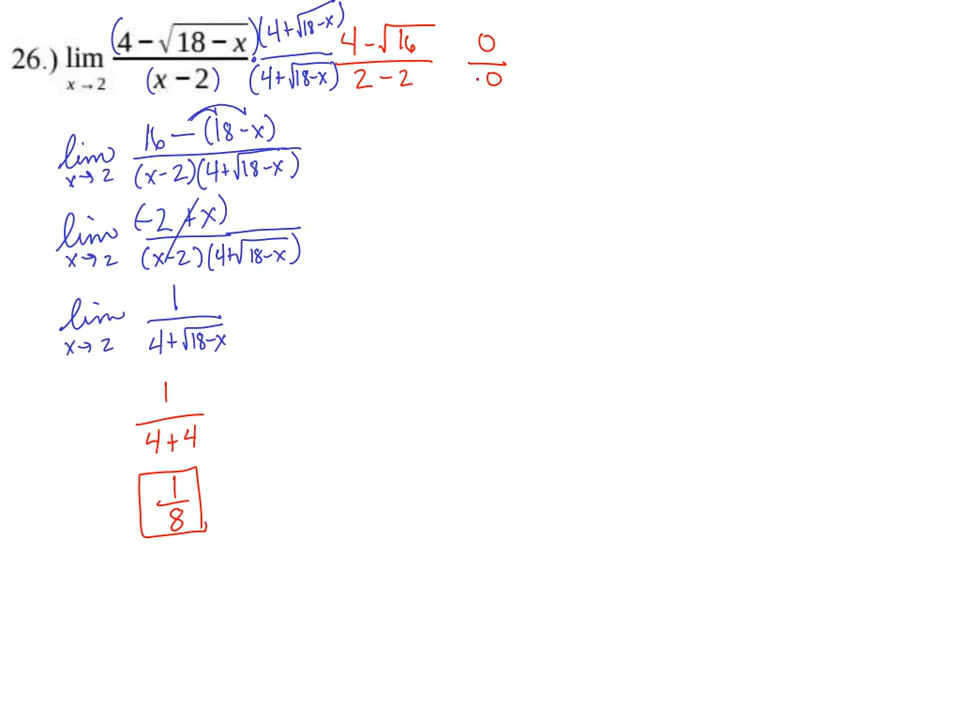 26.) lim x→2 (4 − √18 − x)/(x − 2) · (4+√18-x)/(4+√18-x) 4-√16/2-2 0/0
lim x→2 16 - (18-x)/(x-2)(4+√18-x)
lim x→2 (-2+x)/(x-2)(4+√18-x)
lim x→2 1/4+√18-x
1/4+4
1/8